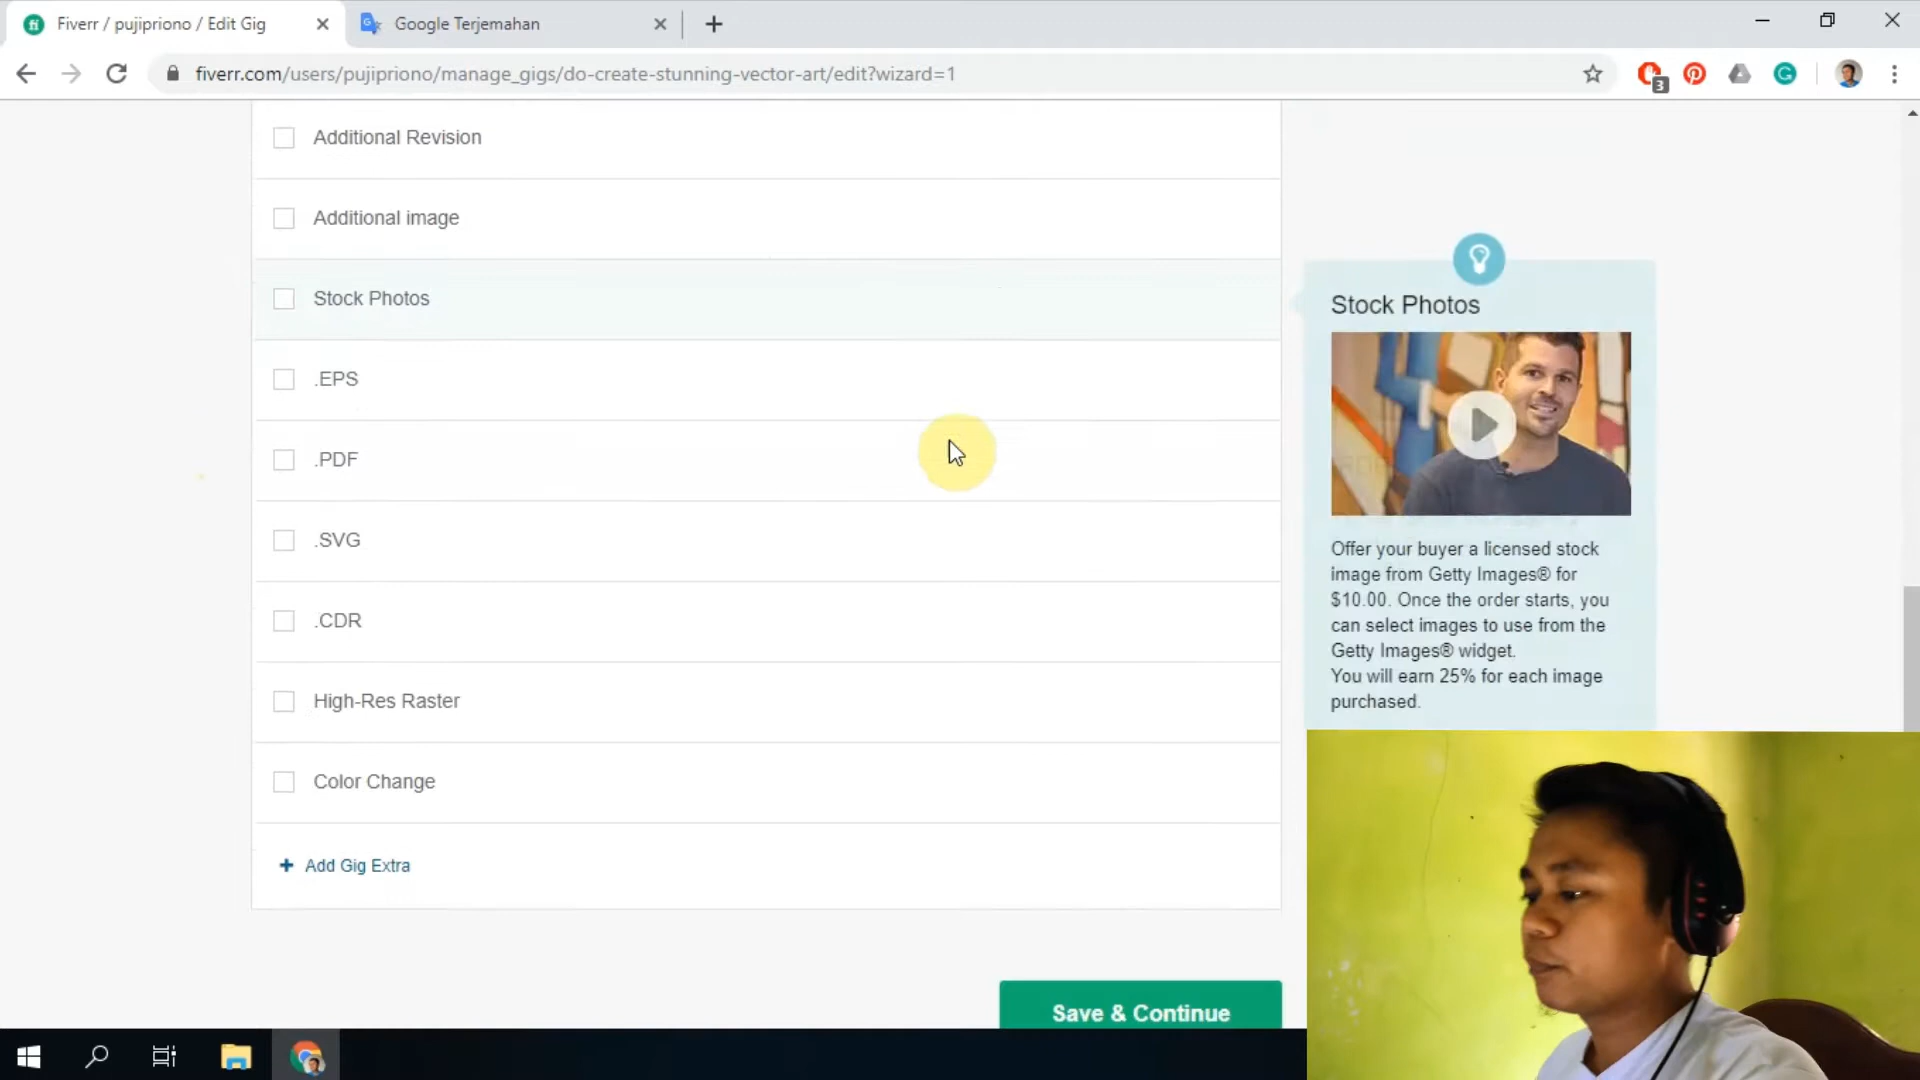 Fiverr / pujipriono / Edit Gig
Google Terjemahan
fiverr.com/users/pujipriono/manage_gigs/do-create-stunning-vector-art/edit?wizard=1
3
Additional Revision
Additional image
Stock Photos
.EPS
.PDF
.SVG
.CDR
High-Res Raster
Color Change
+ Add Gig Extra
Save & Continue
Stock Photos
Offer your buyer a licensed stock
image from Getty Images® for
$10.00. Once the order starts, you
can select images to use from the
Getty Images® widget.
You will earn 25% for each image
purchased.